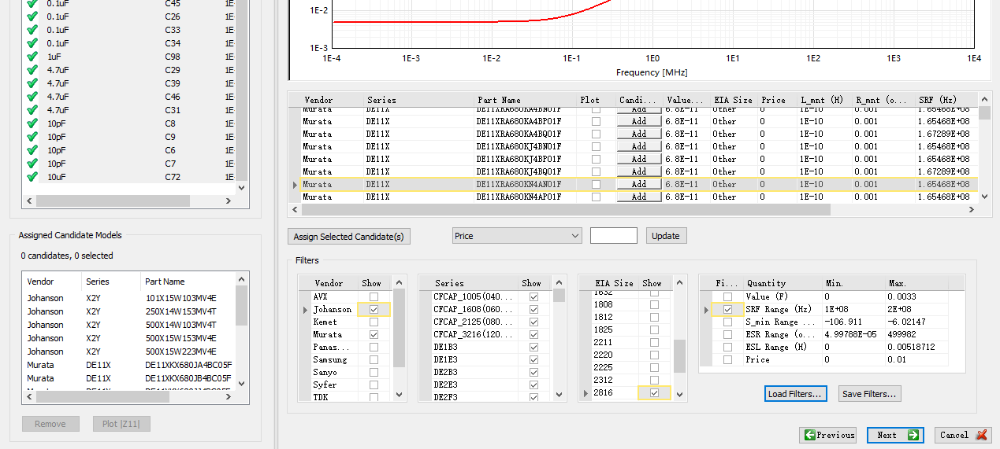 0.1uF C45 1E
0.1uF C26 1E
0.1uF C33 1E
0.1uF C34 1E
1uF C98 1E
4.7uF C29 1E
4.7uF C39 1E
4.7uF C46 1E
4.7uF C31 1E
10pF C8 1E
10pF C9 1E
10pF C6 1E
10pF C7 1E
10uF C72 1E
Assigned Candidate Models
0 candidates, 0 selected
Vendor Series Part Name
Johanson X2Y 101X15W103MV4E
Johanson X2Y 250X14W153MV4T
Johanson X2Y 500X14W103MV4E
Johanson X2Y 500X15W153MV4E
Johanson X2Y 500X15W223MV4E
Murata DE11X DE11XKX680JA4BC05F
Murata DE11X DE11XKX680JA4BC05F
Remove Plot |Z11|
1E-2
1E-3
1E-4 1E-3 1E-2 1E-1 1E0 1E1 1E2 1E3 1E4
Frequency [MHz]
Vendor Series Part Name Plot Candi... Value... EIA Size Price L_mnt (H) R_mnt (o... SRF (Hz)
Murata DE11X DE11XRA680KA4BN01F Add 6.8E-11 Other 0 1E-10 0.001 1.65468E+08
Murata DE11X DE11XRA680KA4BP01F Add 6.8E-11 Other 0 1E-10 0.001 1.65468E+08
Murata DE11X DE11XRA680KA4BQ01F Add 6.8E-11 Other 0 1E-10 0.001 1.67289E+08
Murata DE11X DE11XRA680KJ4BN01F Add 6.8E-11 Other 0 1E-10 0.001 1.65468E+08
Murata DE11X DE11XRA680KJ4BP01F Add 6.8E-11 Other 0 1E-10 0.001 1.65468E+08
Murata DE11X DE11XRA680KJ4BQ01F Add 6.8E-11 Other 0 1E-10 0.001 1.67289E+08
Murata DE11X DE11XRA680KN4AN01F Add 6.8E-11 Other 0 1E-10 0.001 1.65468E+08
Murata DE11X DE11XRA680KN4AP01F Add 6.8E-11 Other 0 1E-10 0.001 1.65468E+08
Assign Selected Candidate(s) Price Update
Filters
Vendor Show
AVX
Johanson
Kemet
Murata
Panas...
Samsung
Sanyo
Syfer
TDK
Series Show
CFCAP_1005(040...
CFCAP_1608(060...
CFCAP_2125(080...
CFCAP_3216(120...
DE1B3
DE1E3
DE2B3
DE2E3
DE2F3
EIA Size Show
1632
1808
1812
1825
2211
2220
2225
2312
2816
Fi... Quantity Min. Max.
Value (F) 0 0.0033
SRF Range (Hz) 1E+08 2E+08
S_min Range ... -106.911 -6.02147
ESR Range (o... 4.99788E-05 499982
ESL Range (H) 0 0.00518712
Price 0 0.01
Load Filters... Save Filters...
Previous Next Cancel